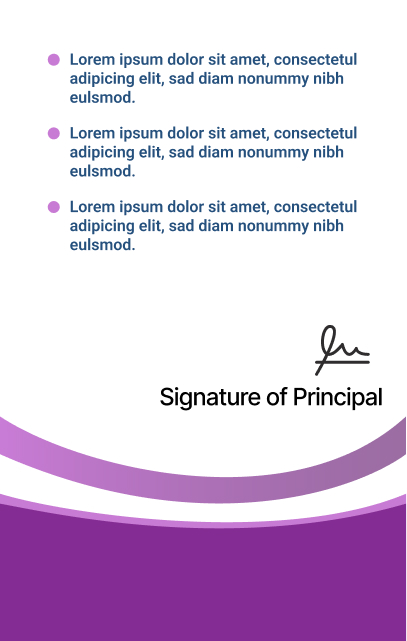 Lorem ipsum dolor sit amet, consectetul
adipicing elit, sad diam nonummy nibh
eulsmod.
Lorem ipsum dolor sit amet, consectetul
adipicing elit, sad diam nonummy nibh
eulsmod.
Lorem ipsum dolor sit amet, consectetul
adipicing elit, sad diam nonummy nibh
eulsmod.
Signature of Principal